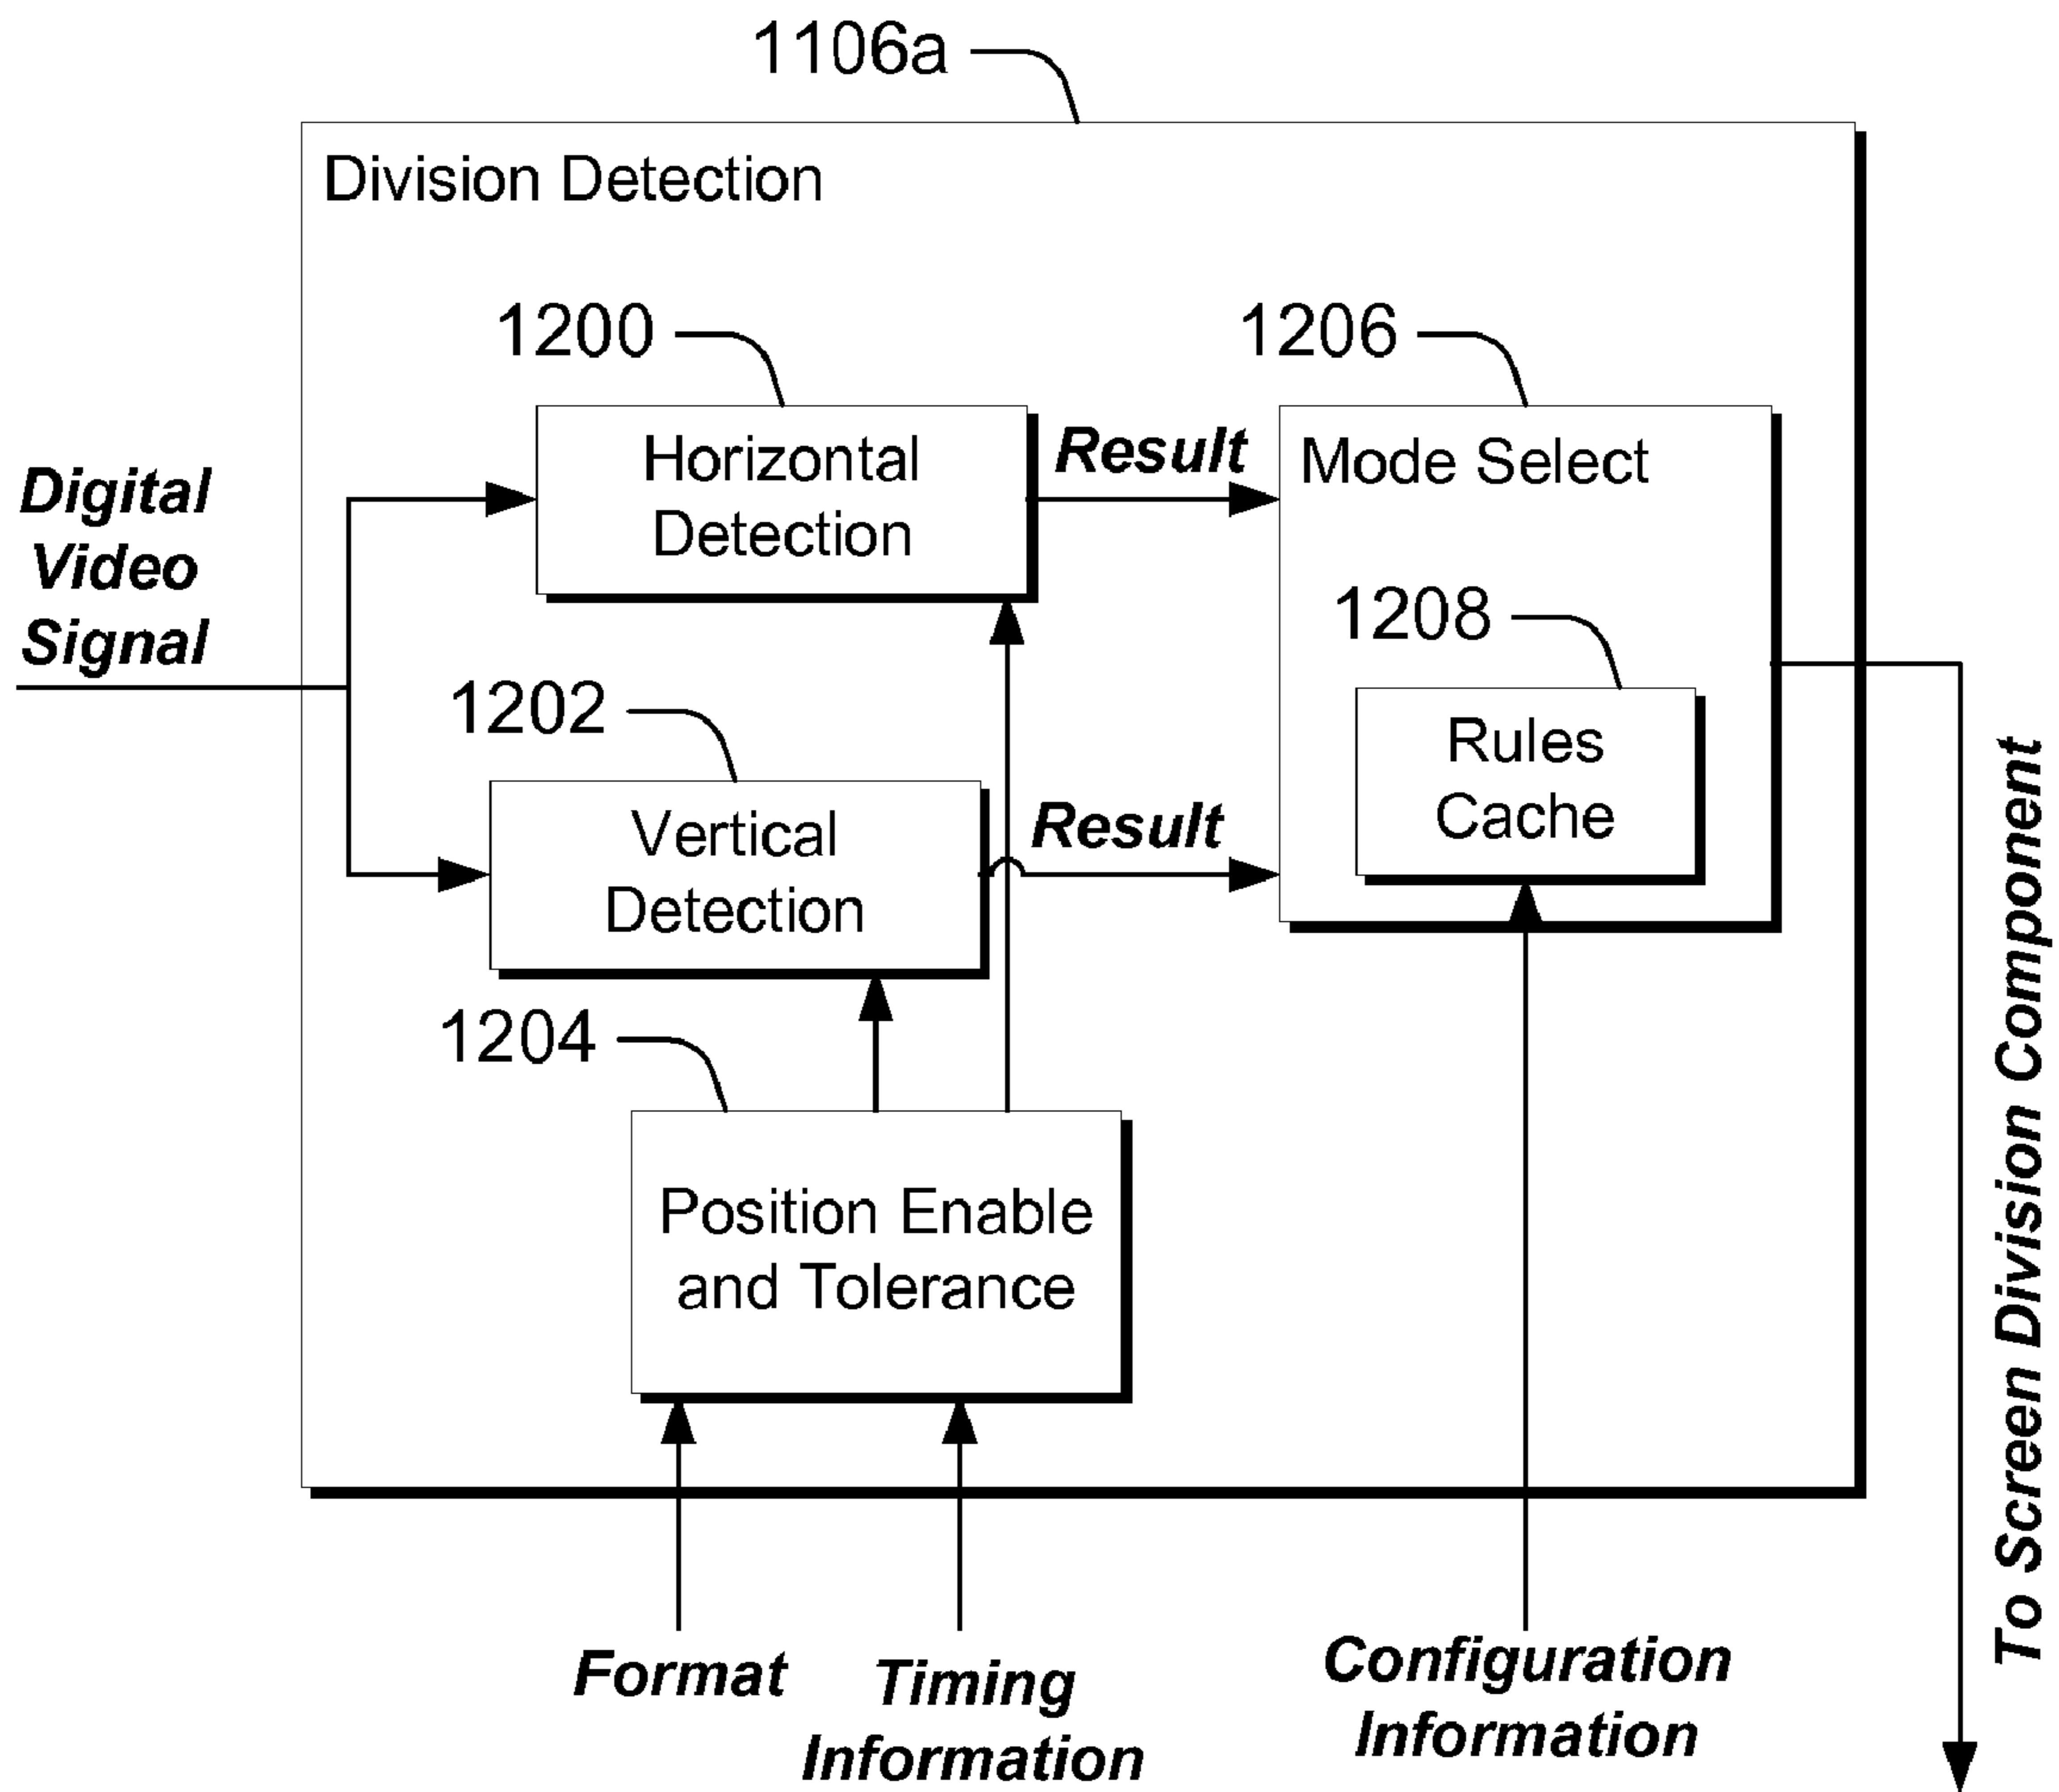 1106a
Division Detection
1200
1206
Horizontal
Detection
Result
Mode Select
Digital
Video
Signal
1208
1202
Rules
Cache
Vertical
Detection
Result
1204
Position Enable
and Tolerance
Format
Timing
Information
Configuration
Information
To Screen Division Component